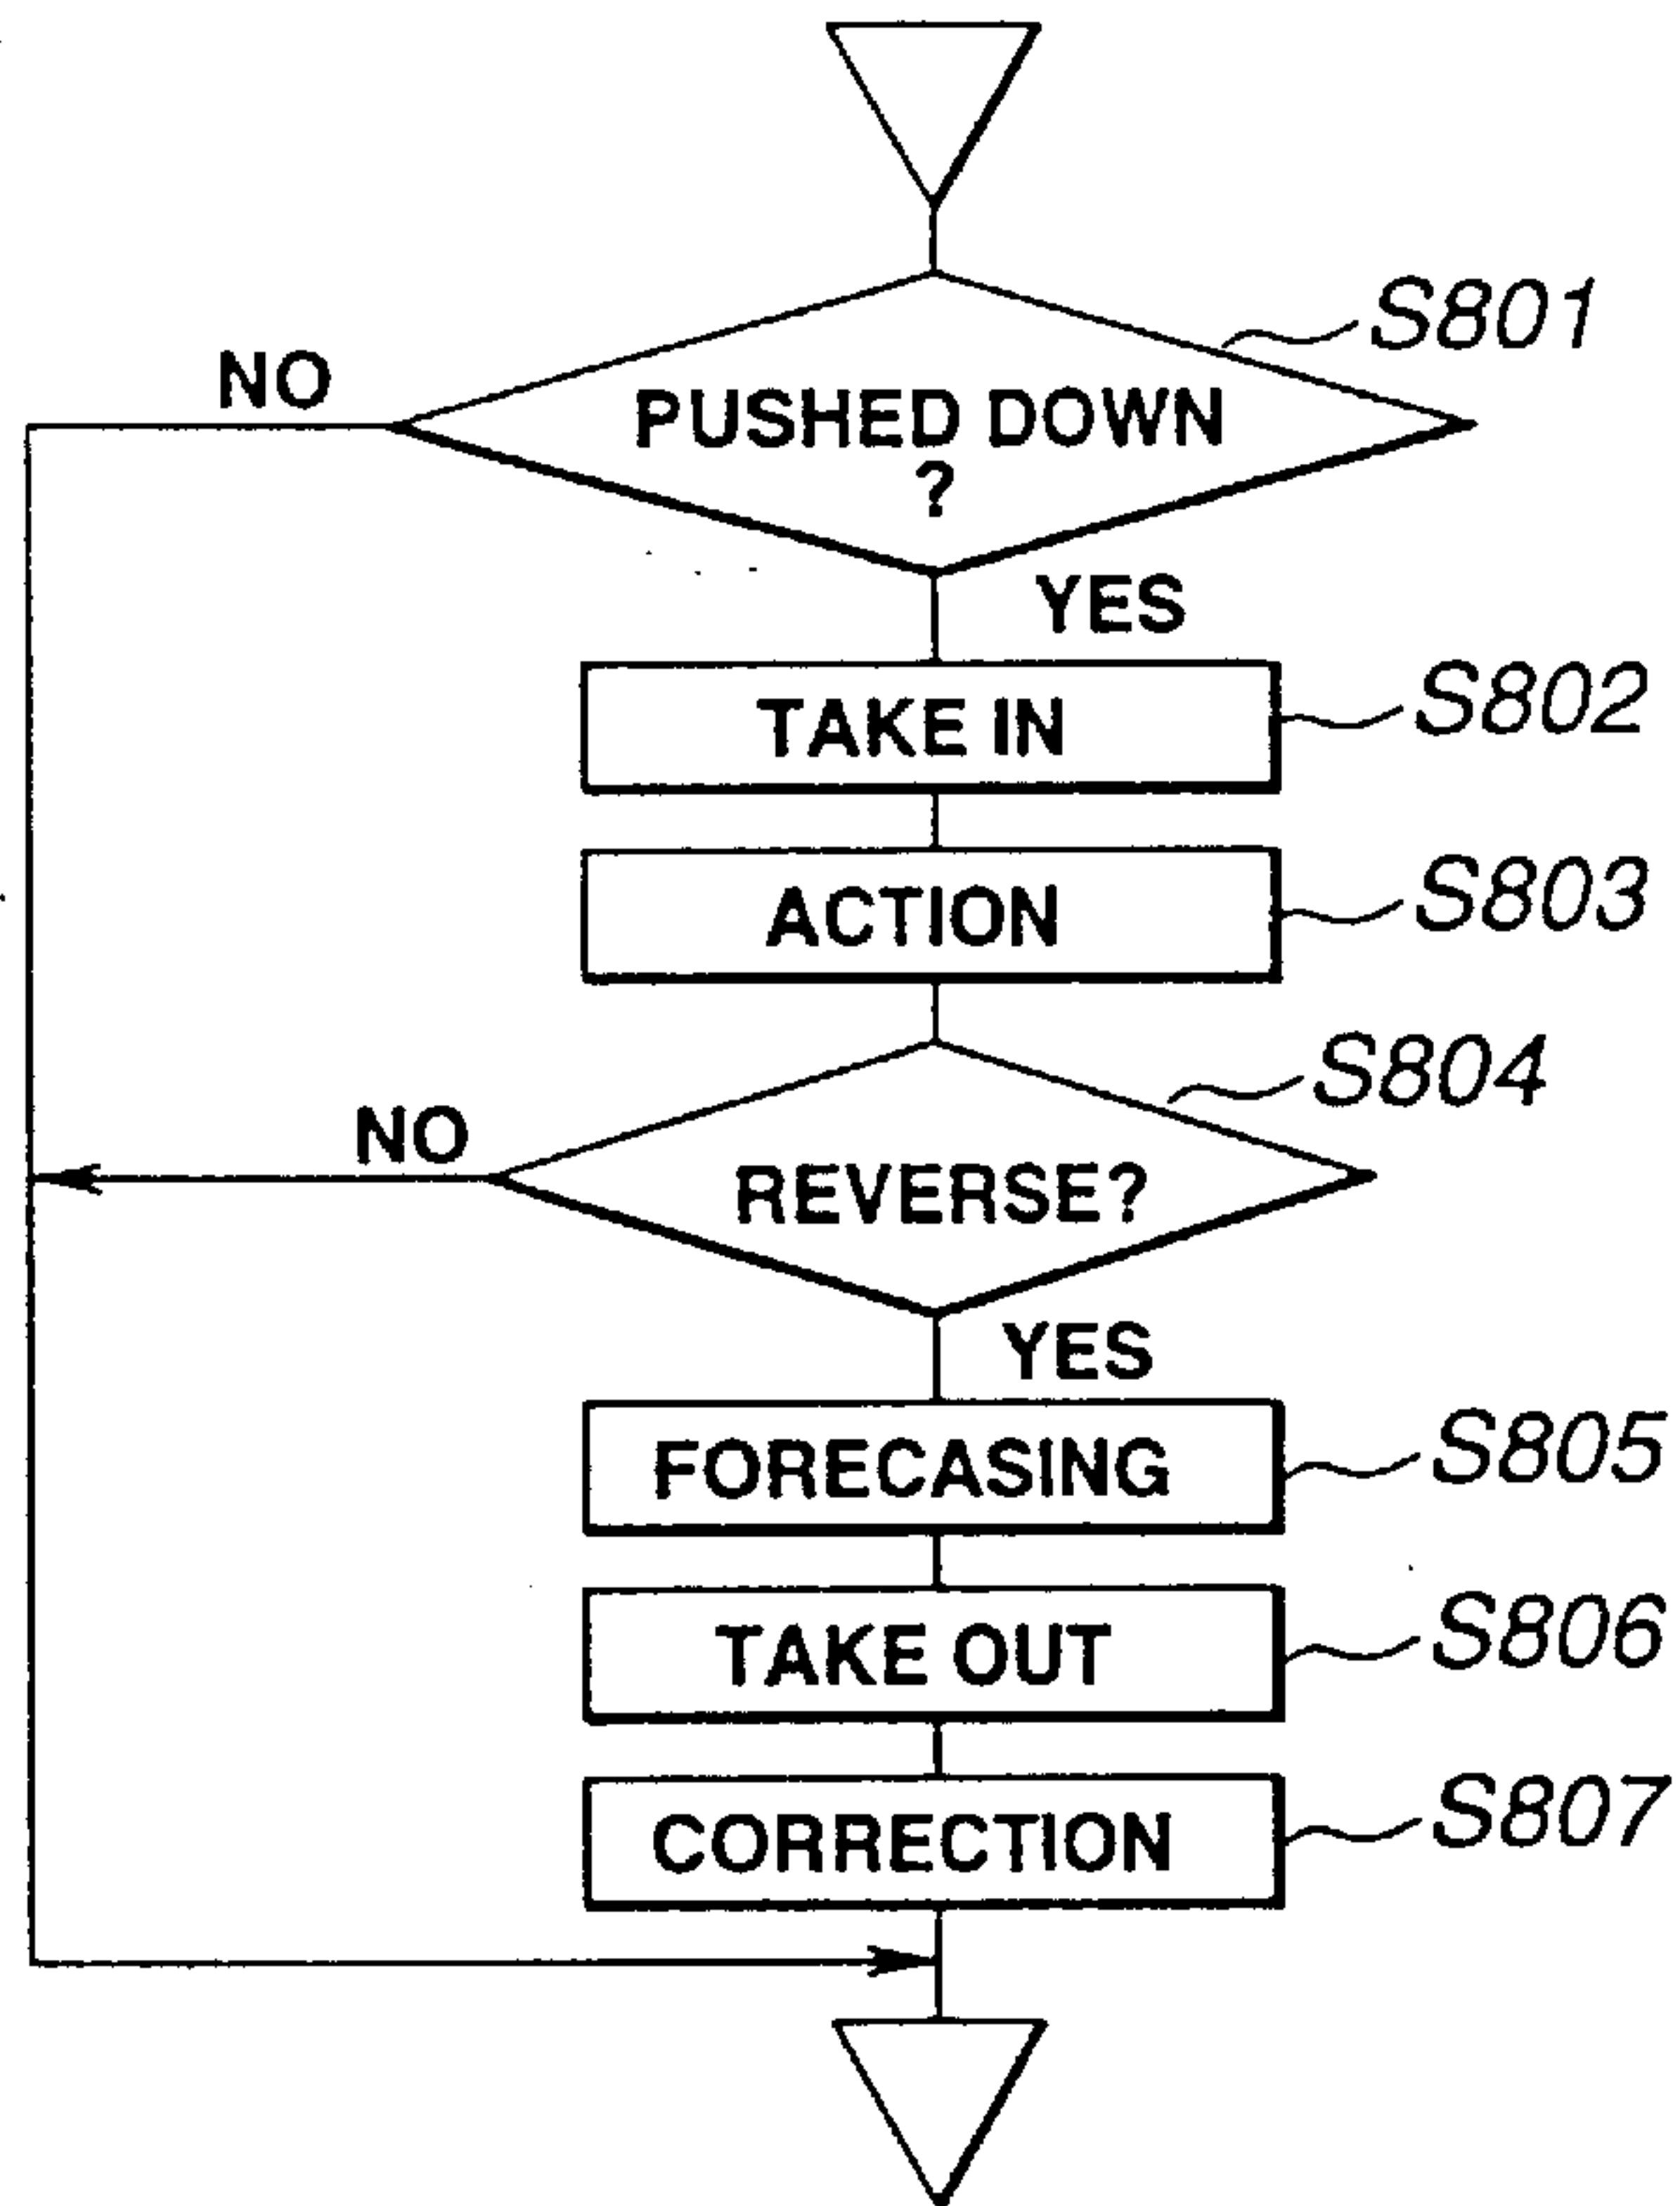 S801
NO
PUSHED DOWN
?
YES
TAKE IN
S802
ACTION
S803
S804
NO
REVERSE?
YES
FORECASING
S805
TAKE OUT
S806
CORRECTION
S807